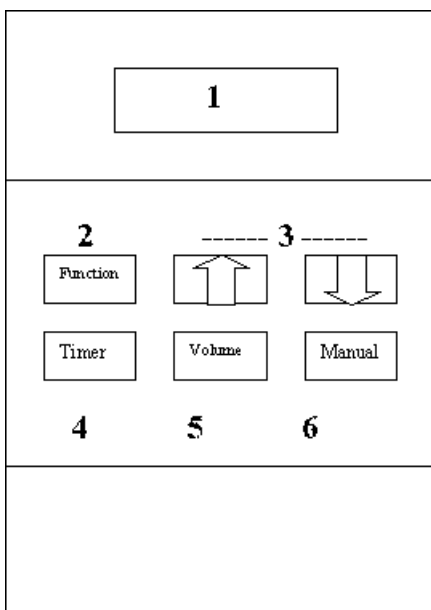 1
2
------ 3 ------
Function
Timer
Volume
Manual
4
5
6